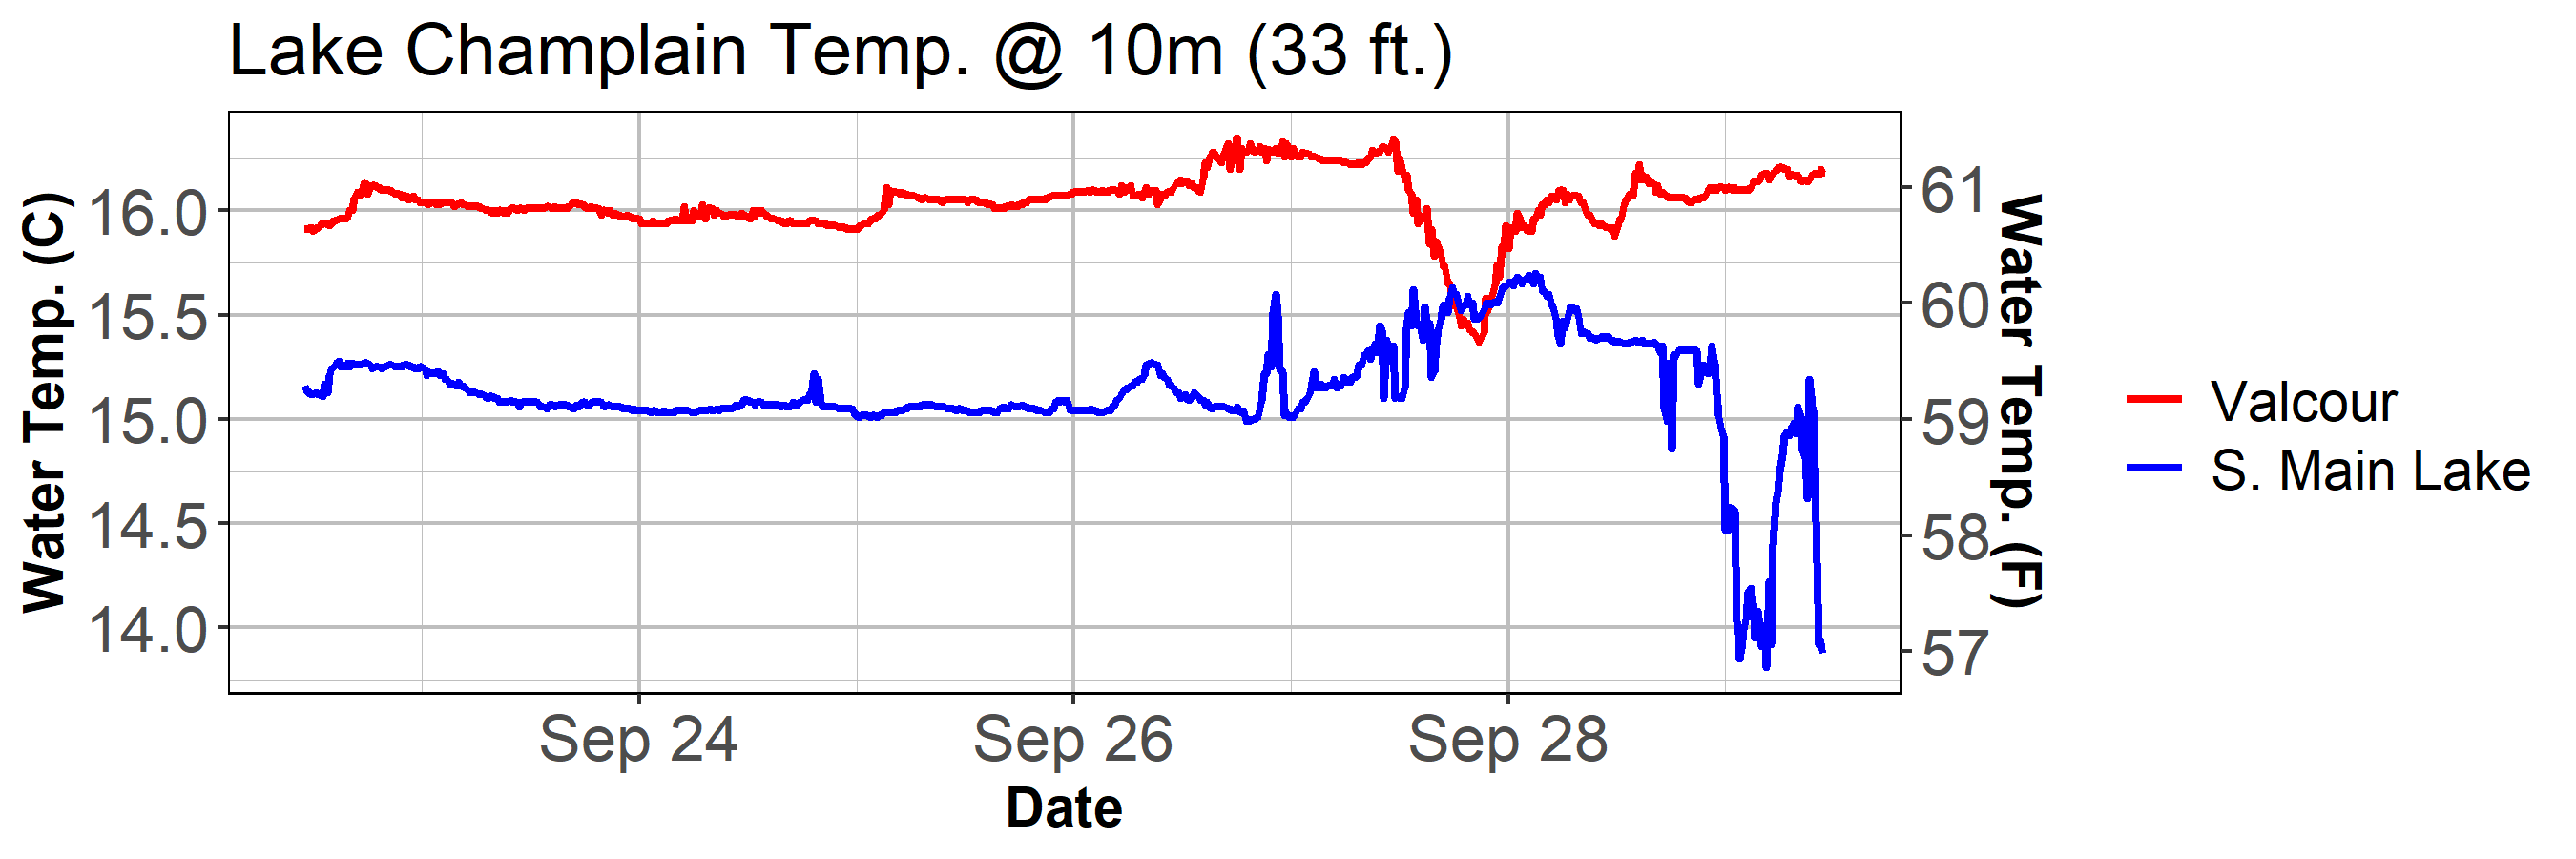 Lake Champlain Temp. @ 10m (33 ft.)
Water Temp. (C)
16.0
15.5
15.0
14.5
14.0
61
60
59
58
57
Water Temp. (F)
Sep 24
Sep 26
Sep 28
Date
Valcour
S. Main Lake